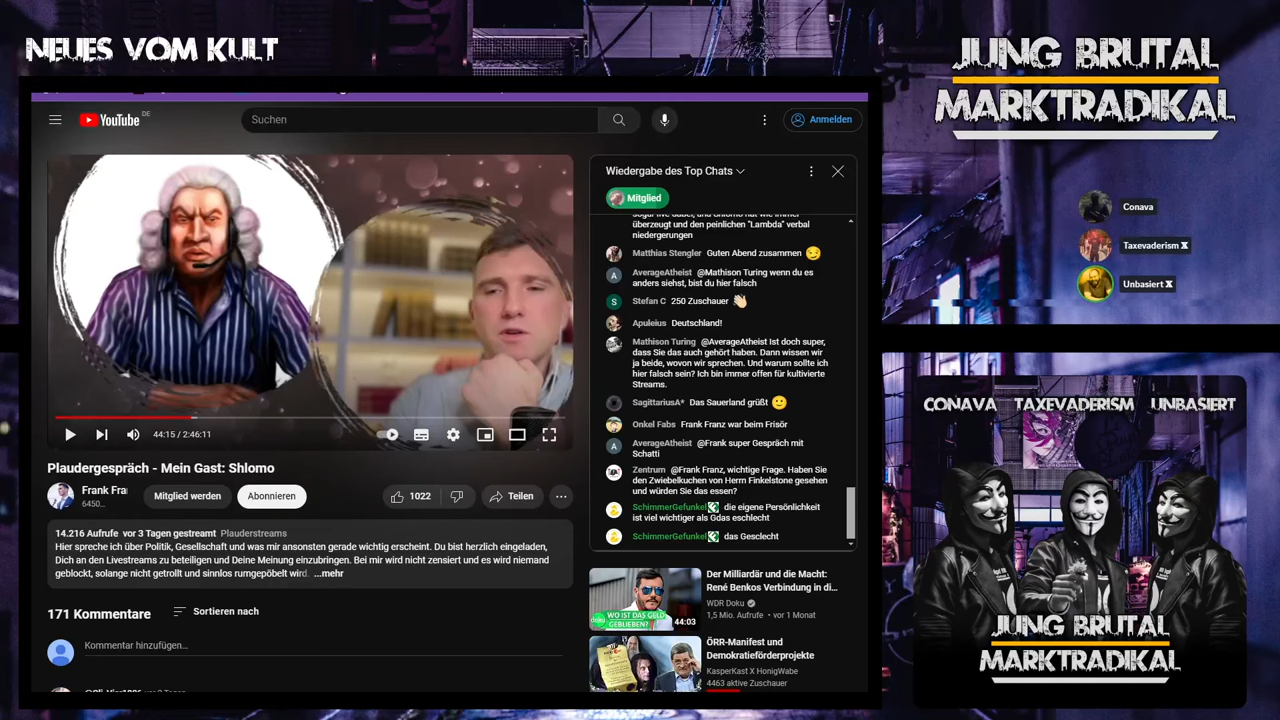 NEUES VOM KULT
YouTube DE
Suchen
Anmelden
44:15 / 2:46:11
Plaudergespräch - Mein Gast: Shlomo
Frank Fra
6450...
Mitglied werden
Abonnieren
1022
Teilen
14.216 Aufrufe vor 3 Tagen gestreamt Plauderstreams
Hier spreche ich über Politik, Gesellschaft und was mir ansonsten gerade wichtig erscheint. Du bist herzlich eingeladen,
Dich an den Livestreams zu beteiligen und Deine Meinung einzubringen. Bei mir wird nicht zensiert und es wird niemand
geblockt, solange nicht getrollt und sinnlos rumgepöbelt wird. ...mehr
171 Kommentare
Sortieren nach
Kommentar hinzufügen...
Wiedergabe des Top Chats
Mitglied
überzeugt und den peinlichen "Lambda" verbal
niedergerungen
Matthias Stengler Guten Abend zusammen
A
AverageAtheist @Mathison Turing wenn du es
anders siehst, bist du hier falsch
S
Stefan C 250 Zuschauer
Apuleius Deutschland!
Mathison Turing @AverageAtheist Ist doch super,
dass Sie das auch gehört haben. Dann wissen wir
ja beide, wovon wir sprechen. Und warum sollte ich
hier falsch sein? Ich bin immer offen für kultivierte
Streams.
SagittariusA* Das Sauerland grüßt
Onkel Fabs Frank Franz war beim Frisör
A
AverageAtheist @Frank super Gespräch mit
Schatti
Zentrum @Frank Franz, wichtige Frage. Haben Sie
den Zwiebelkuchen von Herrn Finkelstone gesehen
und würden Sie das essen?
SchimmerGefunkel die eigene Persönlichkeit
ist viel wichtiger als Gdas eschlecht
SchimmerGefunkel das Geschlecht
WO IST DAS GELD
GEBLIEBEN?
doku
44:03
Der Milliardär und die Macht:
René Benkos Verbindung in di...
WDR Doku
1,5 Mio. Aufrufe • vor 1 Monat
ÖRR-Manifest und
Demokratieförderprojekte
KasperKast X HonigWabe
4463 aktive Zuschauer
JUNG BRUTAL
MARKTRADIKAL
Conava
Taxevaderism
Unbasiert
CONAVA TAXEVADERISM UNBASIERT
JUNG BRUTAL
MARKTRADIKAL